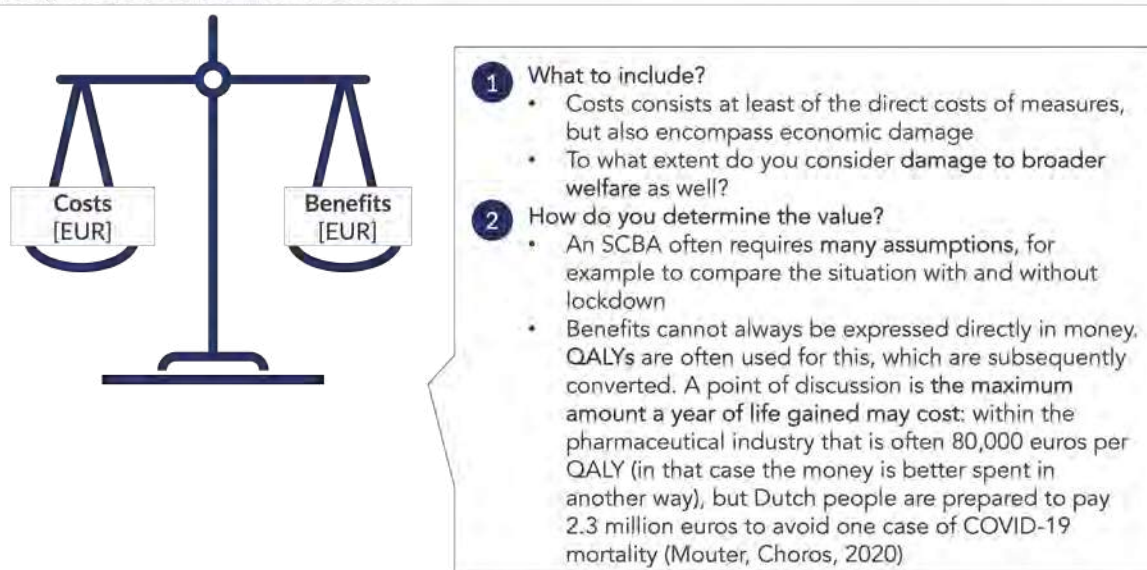 Costs
[EUR]
Benefits
[EUR]
1 What to include?
• Costs consists at least of the direct costs of measures,
but also encompass economic damage
• To what extent do you consider damage to broader
welfare as well?
2 How do you determine the value?
• An SCBA often requires many assumptions, for
example to compare the situation with and without
lockdown
• Benefits cannot always be expressed directly in money.
QALYs are often used for this, which are subsequently
converted. A point of discussion is the maximum
amount a year of life gained may cost: within the
pharmaceutical industry that is often 80,000 euros per
QALY (in that case the money is better spent in
another way), but Dutch people are prepared to pay
2.3 million euros to avoid one case of COVID-19
mortality (Mouter, Choros, 2020)